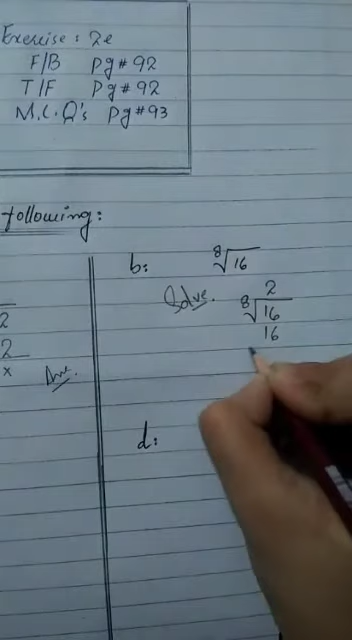 Exercise: 2e
F/B Pg# 92
T/F Pg# 92
M.C.Q's Pg# 93
following:
2
2
x
Ans.
b: 8√16
Solve.
2
8√16
16
d: